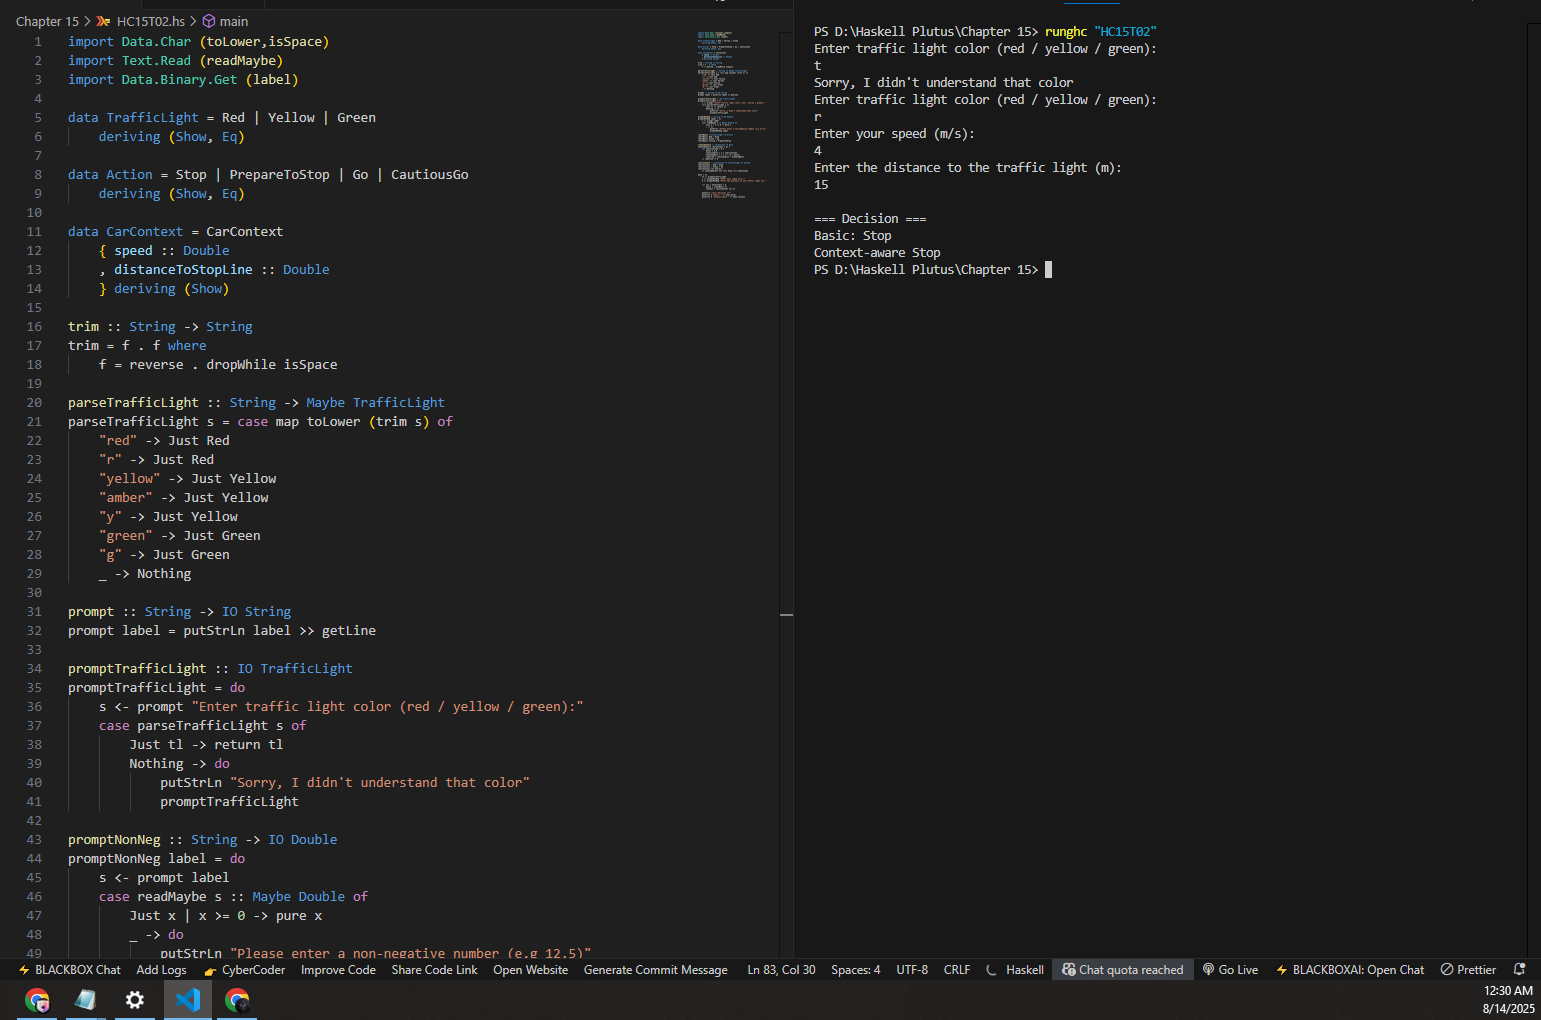 Chapter 15 > HC15T02.hs > main
1 import Data.Char (toLower,isSpace)
2 import Text.Read (readMaybe)
3 import Data.Binary.Get (label)
4
5 data TrafficLight = Red | Yellow | Green
6     deriving (Show, Eq)
7
8 data Action = Stop | PrepareToStop | Go | CautiousGo
9     deriving (Show, Eq)
10
11 data CarContext = CarContext
12     { speed :: Double
13     , distanceToStopLine :: Double
14     } deriving (Show)
15
16 trim :: String -> String
17 trim = f . f where
18     f = reverse . dropWhile isSpace
19
20 parseTrafficLight :: String -> Maybe TrafficLight
21 parseTrafficLight s = case map toLower (trim s) of
22     "red" -> Just Red
23     "r" -> Just Red
24     "yellow" -> Just Yellow
25     "amber" -> Just Yellow
26     "y" -> Just Yellow
27     "green" -> Just Green
28     "g" -> Just Green
29     _ -> Nothing
30
31 prompt :: String -> IO String
32 prompt label = putStrLn label >> getLine
33
34 promptTrafficLight :: IO TrafficLight
35 promptTrafficLight = do
36     s <- prompt "Enter traffic light color (red / yellow / green):"
37     case parseTrafficLight s of
38         Just tl -> return tl
39         Nothing -> do
40             putStrLn "Sorry, I didn't understand that color"
41             promptTrafficLight
42
43 promptNonNeg :: String -> IO Double
44 promptNonNeg label = do
45     s <- prompt label
46     case readMaybe s :: Maybe Double of
47         Just x | x >= 0 -> pure x
48         _ -> do
49             putStrLn "Please enter a non-negative number (e.g 12.5)"
PS D:\Haskell Plutus\Chapter 15> runghc "HC15T02"
Enter traffic light color (red / yellow / green):
t
Sorry, I didn't understand that color
Enter traffic light color (red / yellow / green):
r
Enter your speed (m/s):
4
Enter the distance to the traffic light (m):
15
=== Decision ===
Basic: Stop
Context-aware Stop
PS D:\Haskell Plutus\Chapter 15>
BLACKBOX Chat Add Logs CyberCoder Improve Code Share Code Link Open Website Generate Commit Message Ln 83, Col 30 Spaces: 4 UTF-8 CRLF Haskell Chat quota reached Go Live BLACKBOXAI: Open Chat Prettier
12:30 AM
8/14/2025